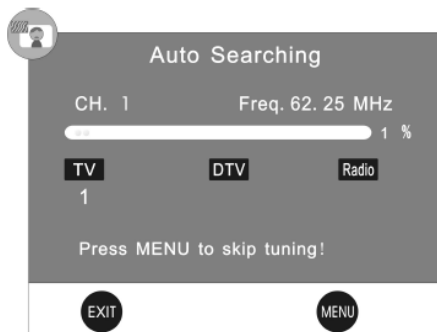 Auto Searching
CH. 1 Freq. 62. 25 MHz
1 %
TV DTV Radio
1
Press MENU to skip tuning!
EXIT MENU